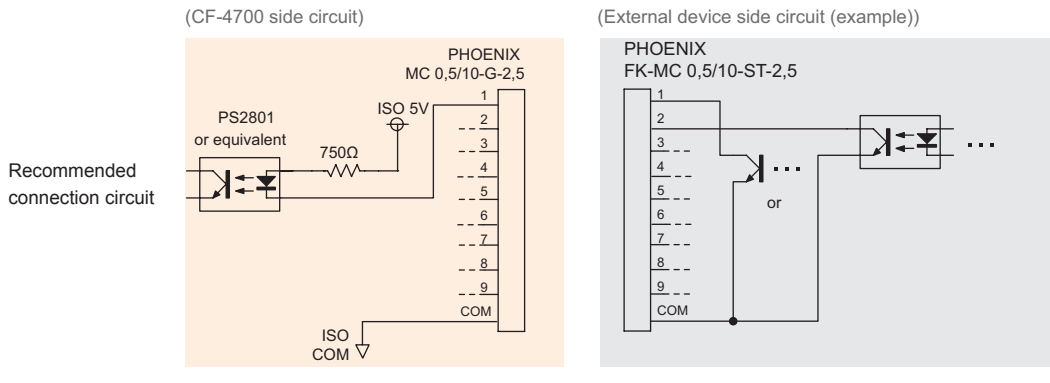 (CF-4700 side circuit)
(External device side circuit (example))
Recommended
connection circuit
PHOENIX
MC 0,5/10-G-2,5
PS2801
or equivalent
750Ω
ISO 5V
1
2
3
4
5
6
7
8
9
COM
ISO
COM
PHOENIX
FK-MC 0,5/10-ST-2,5
1
2
3
4
5
6
7
8
9
COM
or